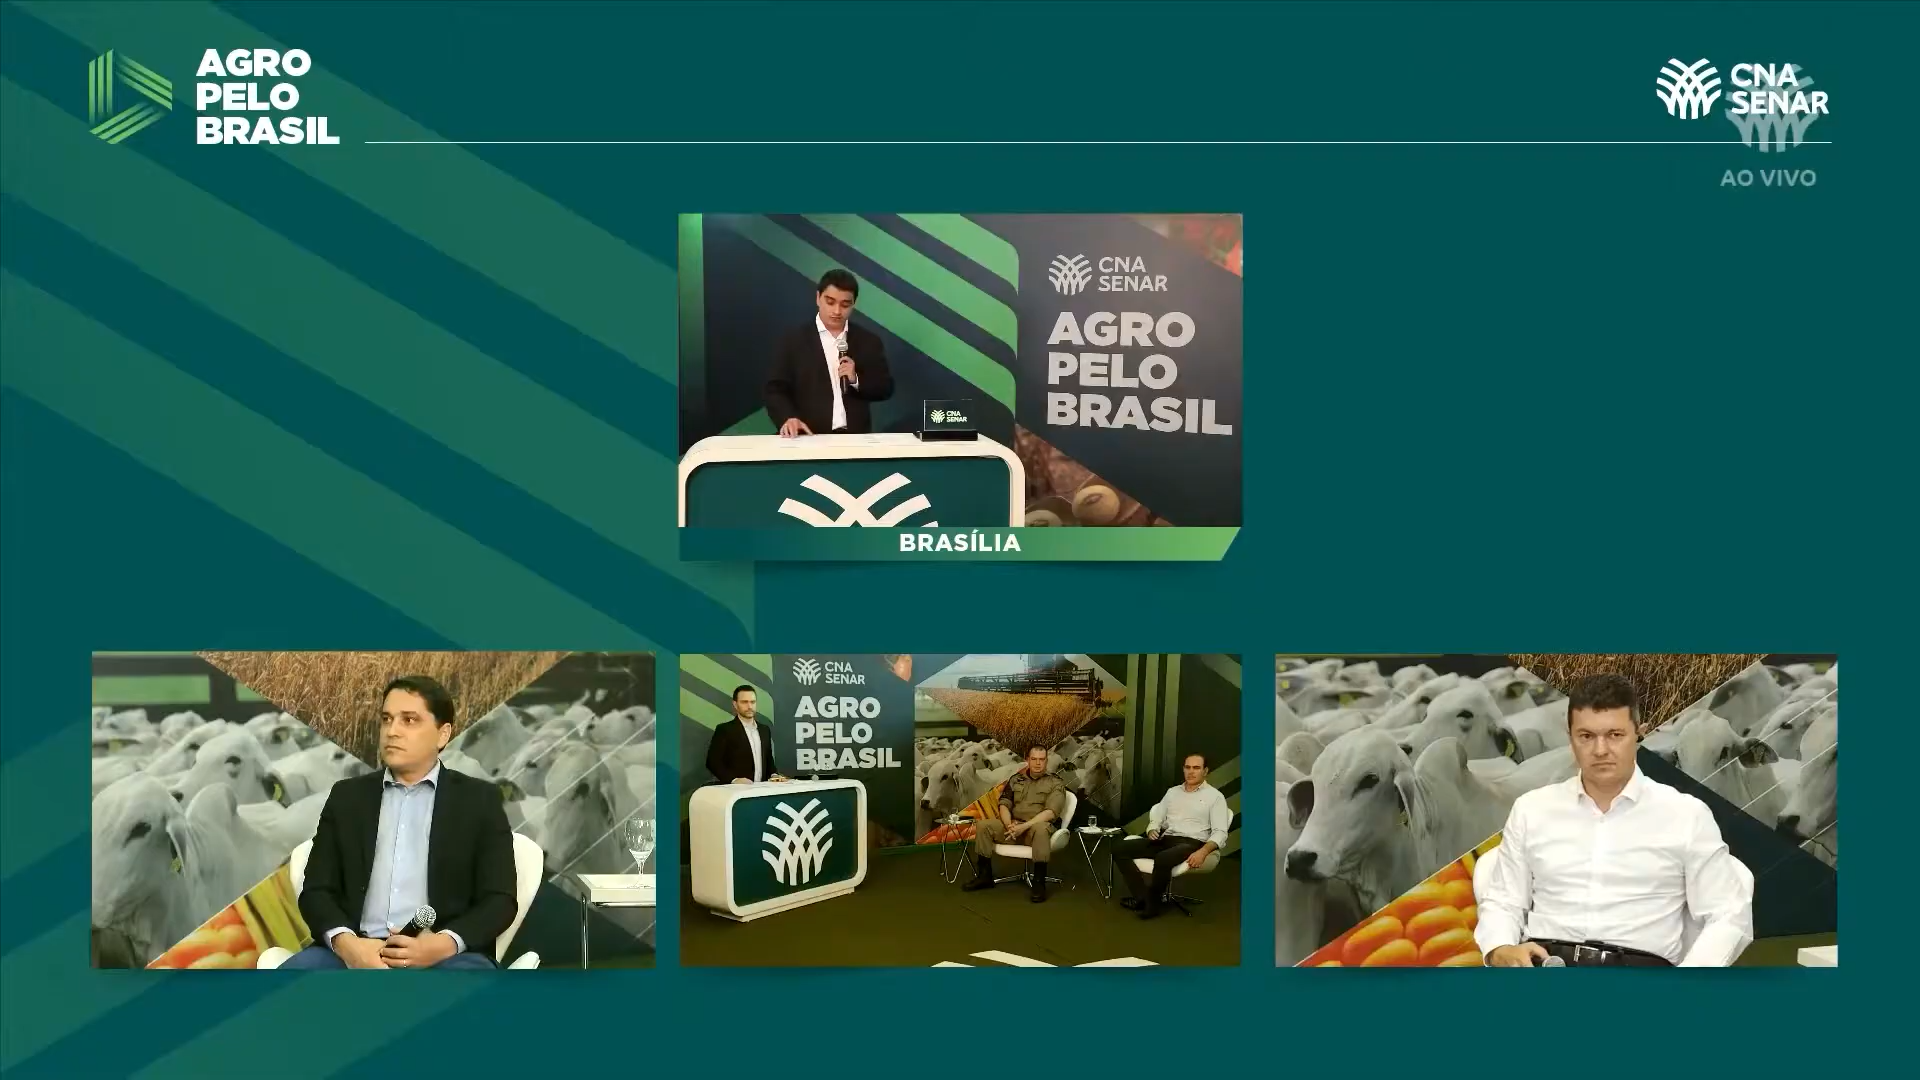 AGRO
PELO
BRASIL
CNA
SENAR
AO VIVO
CNA
SENAR
AGRO
PELO
BRASIL
CNA
SENAR
BRASÍLIA
CNA
SENAR
AGRO
PELO
BRASIL